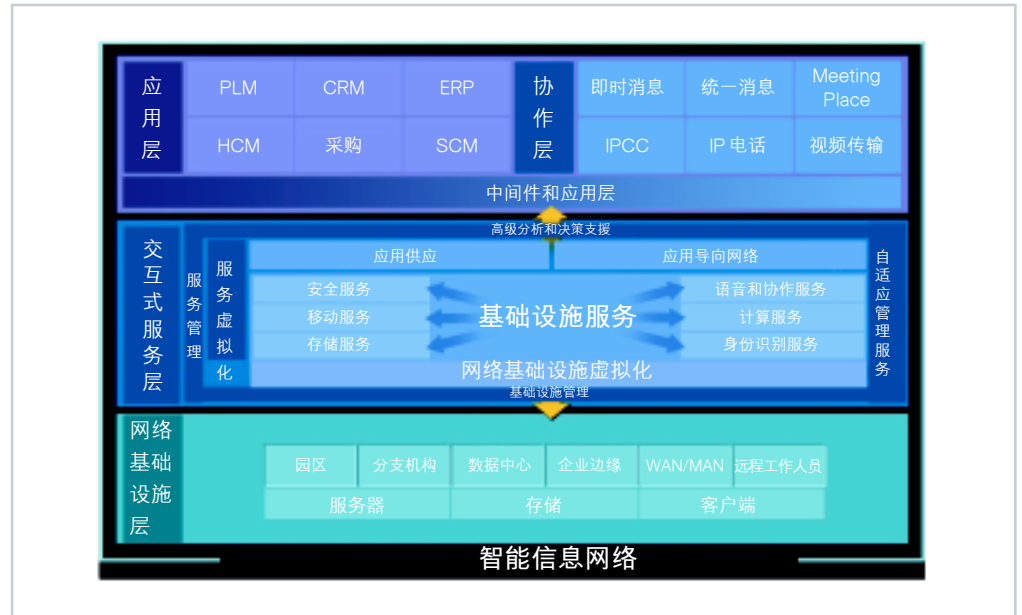 应用层
PLM
CRM
ERP
HCM
采购
SCM
协作层
即时消息
统一消息
Meeting
Place
IPCC
IP 电话
视频传输
中间件和应用层
高级分析和决策支援
交互式服务层
服务管理
服务虚拟化
应用供应
应用导向网络
安全服务
移动服务
存储服务
基础设施服务
语音和协作服务
计算服务
身份识别服务
网络基础设施虚拟化
基础设施管理
自适应管理服务
网络
基础
设施
层
园区
分支机构
数据中心
企业边缘
WAN/MAN
远程工作人员
服务器
存储
客户端
智能信息网络